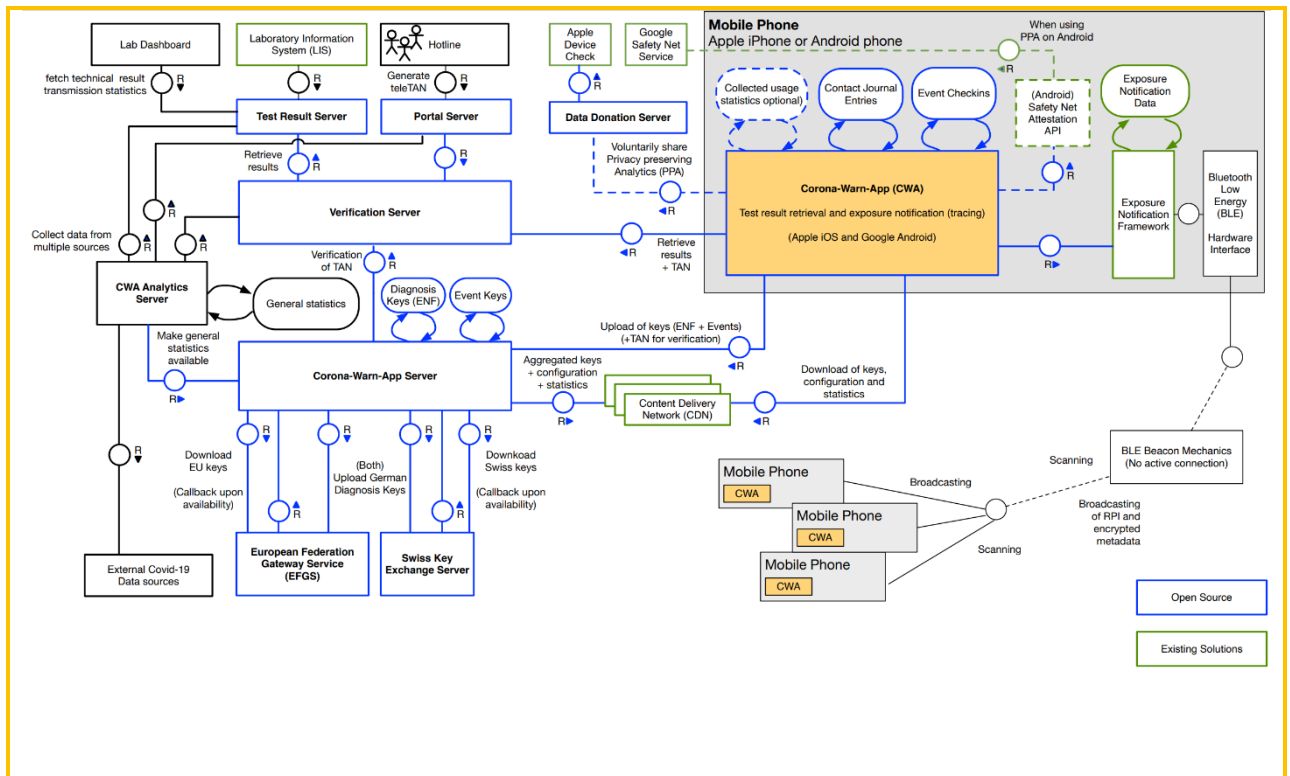 Lab Dashboard
Laboratory Information
System (LIS)
Hotline
Apple
Device
Check
Google
Safety Net
Service
Mobile Phone
Apple iPhone or Android phone
When using
PPA on Android
fetch technical result
transmission statistics
R
R
Generate
teleTAN
R
R
R
Collected usage
statistics optional)
Contact Journal
Entries
Event Checkins
(Android)
Safety Net
Attestation
API
Exposure
Notification
Data
Test Result Server
Portal Server
Data Donation Server
Retrieve
results
R
R
Voluntarily share
Privacy preserving
Analytics (PPA)
R
R
Corona-Warn-App (CWA)
Test result retrieval and exposure notification (tracing)
(Apple iOS and Google Android)
Exposure
Notification
Framework
Bluetooth
Low
Energy
(BLE)
Hardware
Interface
Verification Server
R
Collect data from
multiple sources
R
R
R
Retrieve
results
+ TAN
R
Verification
of TAN
R
CWA Analytics
Server
General statistics
Diagnosis
Keys (ENF)
Event Keys
Make general
statistics
available
R
Upload of keys (ENF + Events)
(+TAN for verification)
R
Corona-Warn-App Server
Aggregated keys
+ configuration
+ statistics
R
Content Delivery
Network (CDN)
Download of keys,
configuration and
statistics
R
R
R
R
R
R
Download
EU keys
(Callback upon
availability)
(Both)
Upload German
Diagnosis Keys
Downkoad
Swiss keys
(Callback upon
availability)
R
R
European Federation
Gateway Service
(EFGS)
Swiss Key
Exchange Server
External Covid-19
Data sources
Mobile Phone
CWA
Mobile Phone
CWA
Mobile Phone
CWA
Broadcasting
Scanning
Scanning
BLE Beacon Mechanics
(No active connection)
Broadcasting
of RPI and
encrypted
metadata
Open Source
Existing Solutions